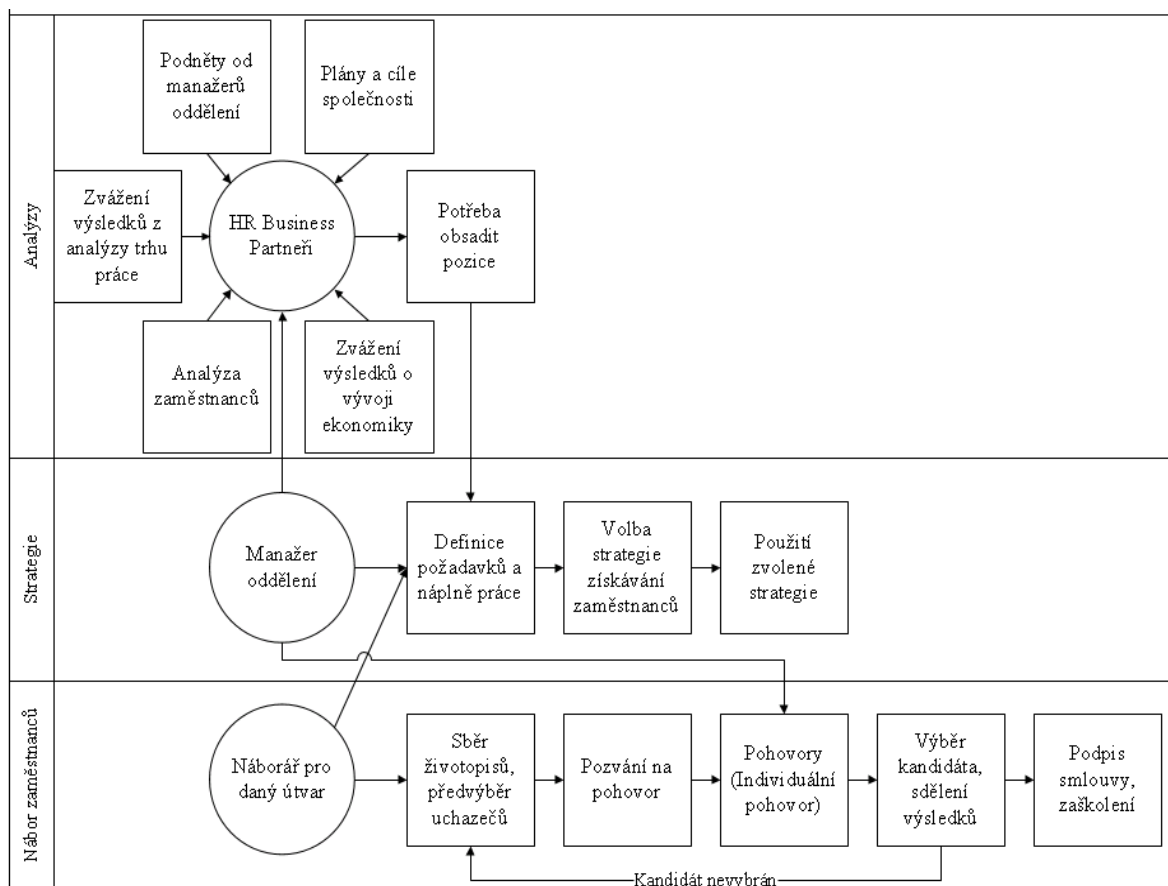 Analýzy
Podněty od
manažerů
oddělení
Plány a cíle
společnosti
Zvážení
výsledků z
analýzy trhu
práce
HR Business
Partneři
Potřeba
obsadit
pozice
Analýza
zaměstnanců
Zvážení
výsledků o
vývoji
ekonomiky
Strategie
Manažer
oddělení
Definice
požadavků a
náplně práce
Volba
strategie
získávání
zaměstnanců
Použití
zvolené
strategie
Nábor zaměstnanců
Náborář pro
daný útvar
Sběr
životopisů,
předvýběr
uchazečů
Pozvání na
pohovor
Pohovory
(Individuální
pohovor)
Výběr
kandidáta,
sdělení
výsledků
Podpis
smlouvy,
zaškolení
Kandidát nevybrán